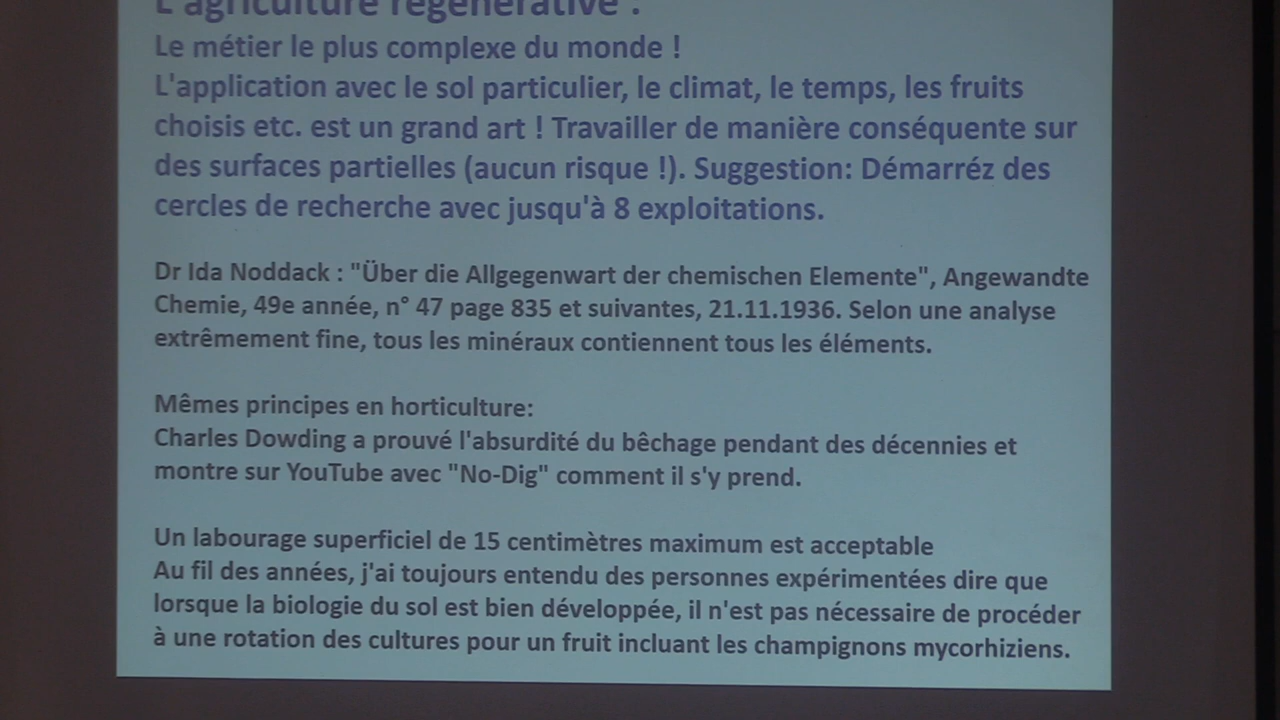 L'agriculture régénérative :
Le métier le plus complexe du monde !
L'application avec le sol particulier, le climat, le temps, les fruits
choisis etc. est un grand art ! Travailler de manière conséquente sur
des surfaces partielles (aucun risque !). Suggestion: Démarréz des
cercles de recherche avec jusqu'à 8 exploitations.
Dr Ida Noddack : "Über die Allgegenwart der chemischen Elemente", Angewandte
Chemie, 49e année, n° 47 page 835 et suivantes, 21.11.1936. Selon une analyse
extrêmement fine, tous les minéraux contiennent tous les éléments.
Mêmes principes en horticulture:
Charles Dowding a prouvé l'absurdité du bêchage pendant des décennies et
montre sur YouTube avec "No-Dig" comment il s'y prend.
Un labourage superficiel de 15 centimètres maximum est acceptable
Au fil des années, j'ai toujours entendu des personnes expérimentées dire que
lorsque la biologie du sol est bien développée, il n'est pas nécessaire de procéder
à une rotation des cultures pour un fruit incluant les champignons mycorhiziens.